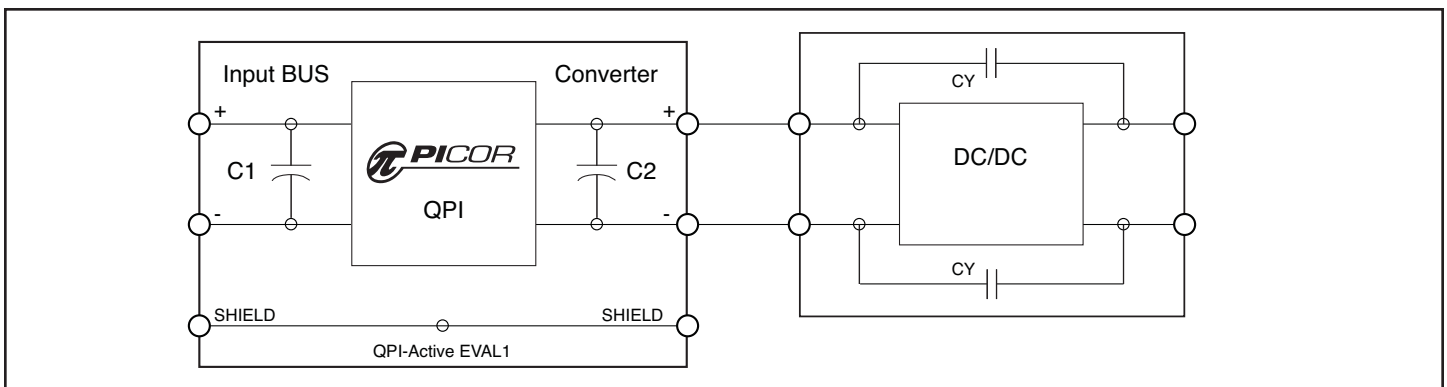 Input BUS
Converter
+
+
C1
PICOR
C2
QPI
-
-
SHIELD
SHIELD
QPI-Active EVAL1
CY
DC/DC
CY